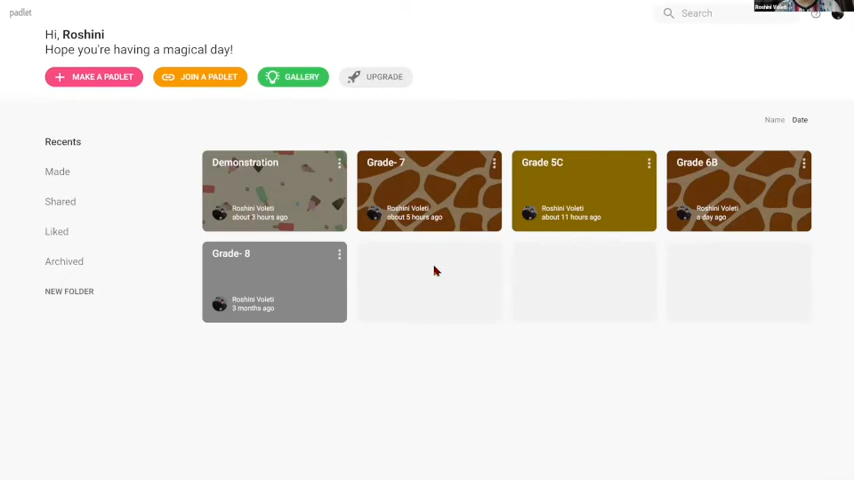 padlet
Search
Roshini Voleti
Hi, Roshini
Hope you're having a magical day!
MAKE A PADLET
JOIN A PADLET
GALLERY
UPGRADE
Name Date
Recents
Made
Shared
Liked
Archived
NEW FOLDER
Demonstration
Roshini Voleti
about 3 hours ago
Grade- 7
Roshini Voleti
about 5 hours ago
Grade 5C
Roshini Voleti
about 11 hours ago
Grade 6B
Roshini Voleti
a day ago
Grade- 8
Roshini Voleti
3 months ago